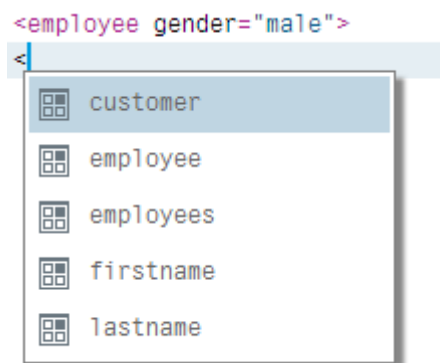 <employee gender="male">
<
customer
employee
employees
firstname
lastname